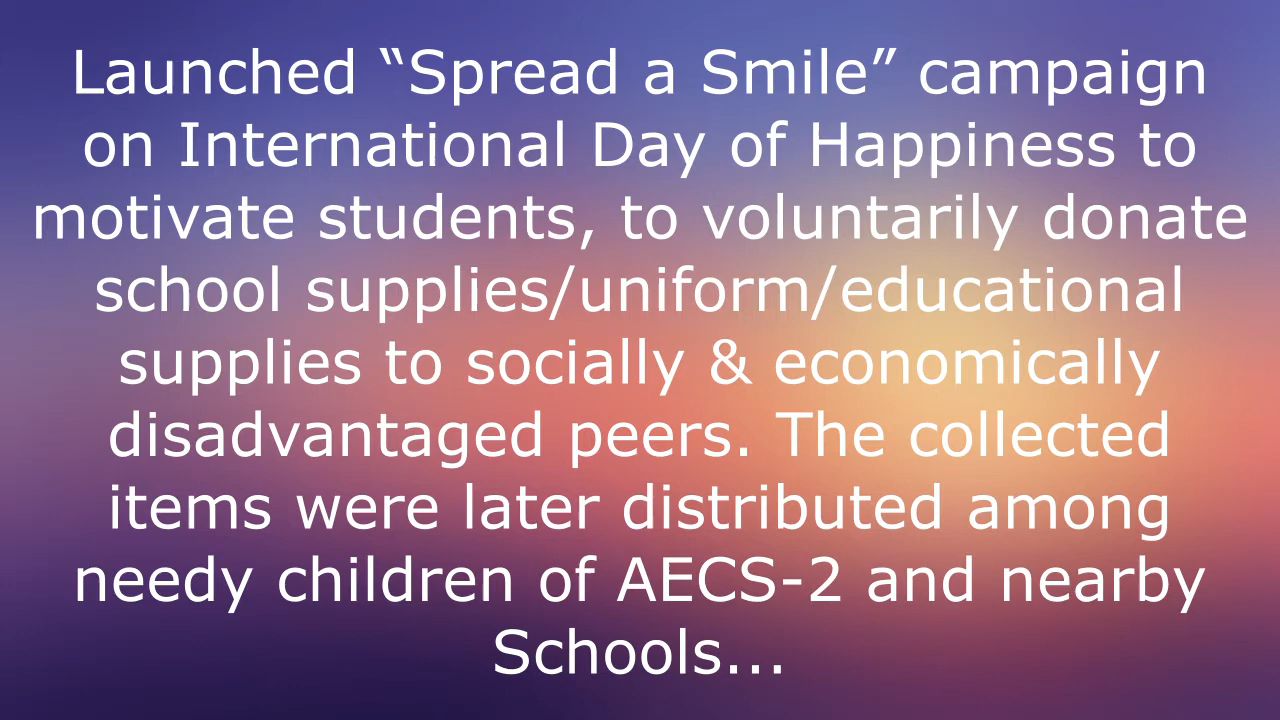 Launched “Spread a Smile” campaign
on International Day of Happiness to
motivate students, to voluntarily donate
school supplies/uniform/educational
supplies to socially & economically
disadvantaged peers. The collected
items were later distributed among
needy children of AECS-2 and nearby
Schools...